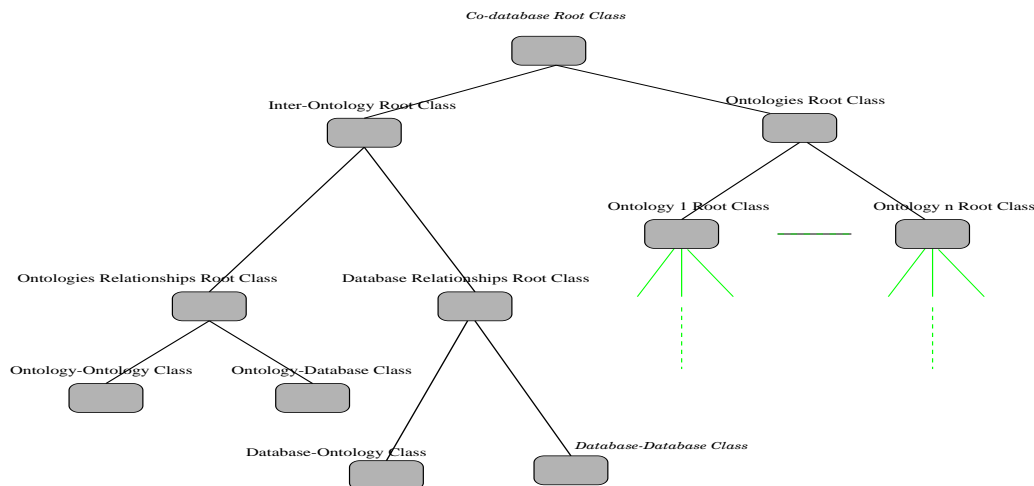 Co-database Root Class
Inter-Ontology Root Class
Ontologies Root Class
Ontology 1 Root Class
Ontology n Root Class
Ontologies Relationships Root Class
Database Relationships Root Class
Ontology-Ontology Class
Ontology-Database Class
Database-Ontology Class
Database-Database Class